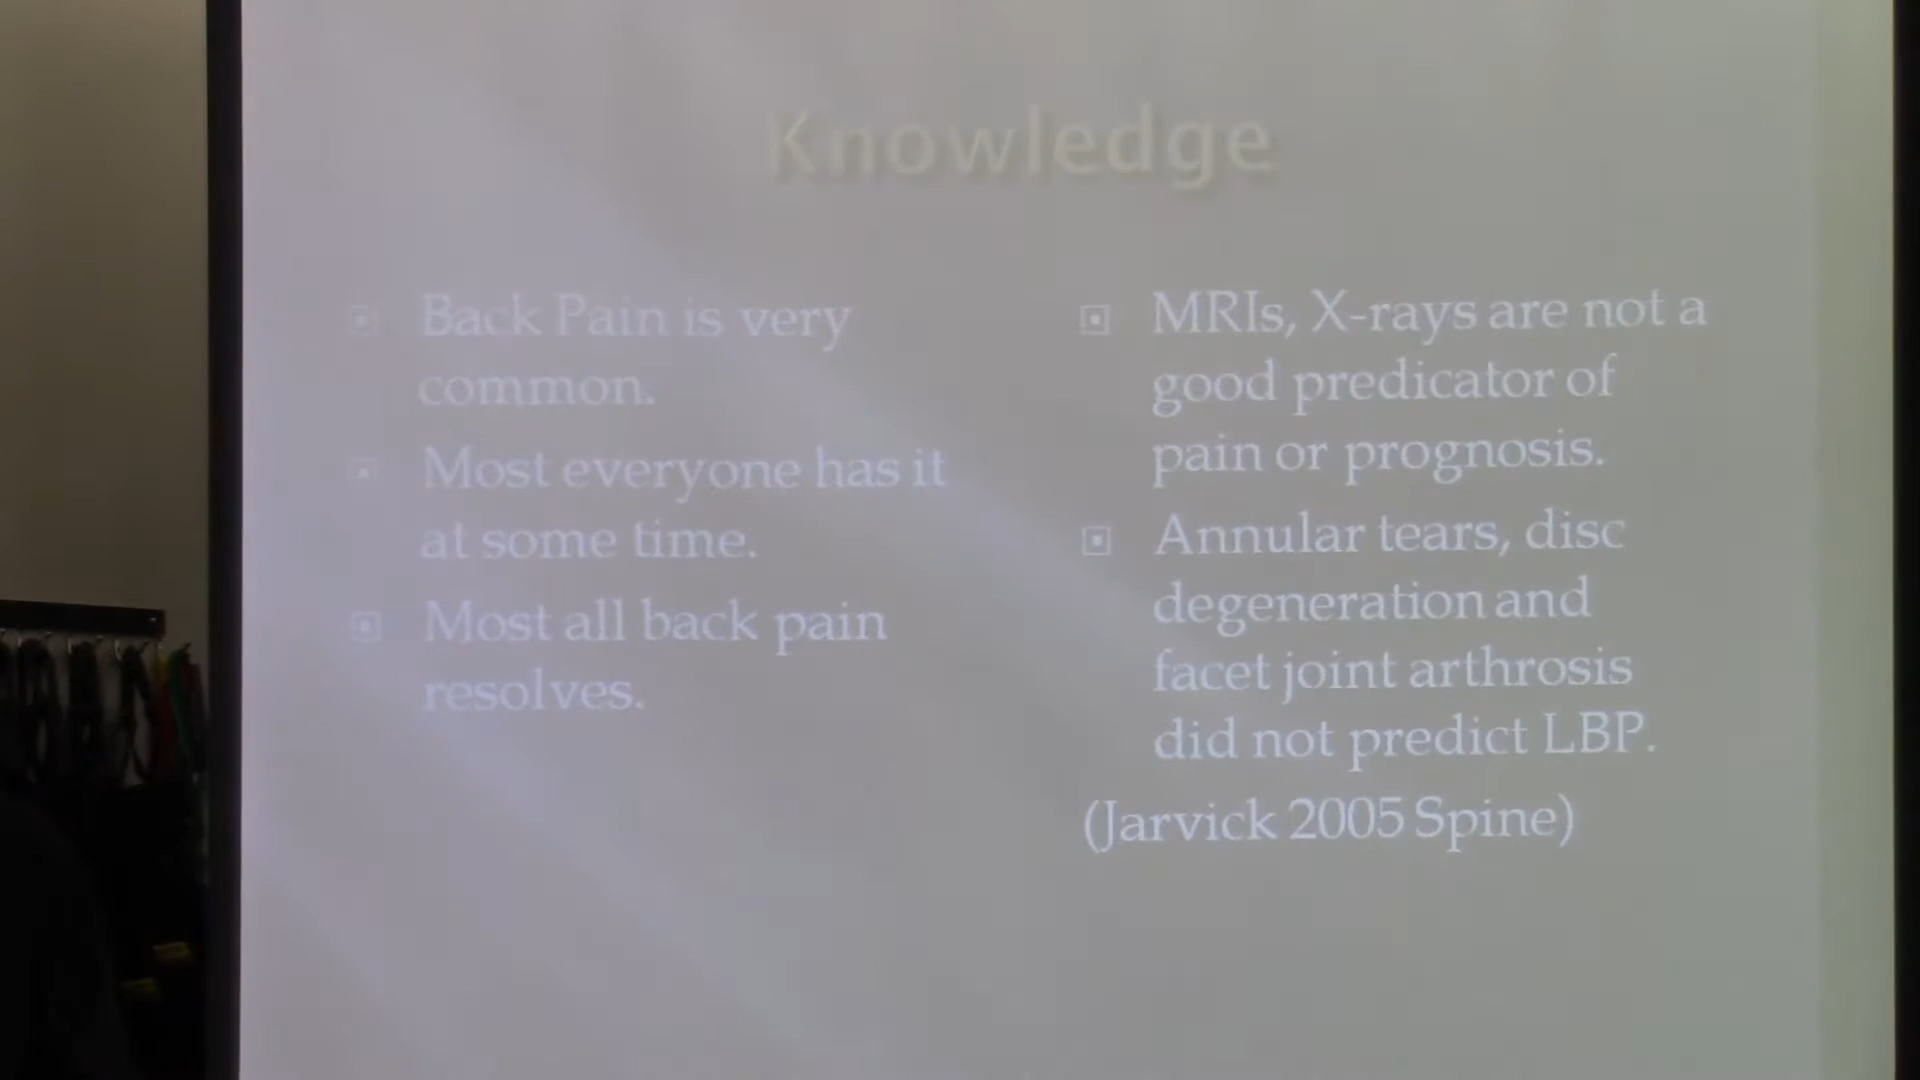 Knowledge
Back Pain is very
common.
Most everyone has it
at some time.
Most all back pain
resolves.
MRIs, X-rays are not a
good predicator of
pain or prognosis.
Annular tears, disc
degeneration and
facet joint arthrosis
did not predict LBP.
(Jarvick 2005 Spine)